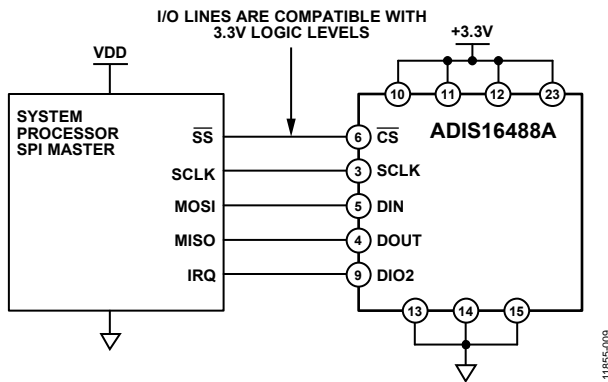 I/O LINES ARE COMPATIBLE WITH
3.3V LOGIC LEVELS
VDD
+3.3V
10
11
12
23
SYSTEM
PROCESSOR
SPI MASTER
ADIS16488A
SS
6
CS
SCLK
3
SCLK
MOSI
5
DIN
MISO
4
DOUT
IRQ
9
DIO2
13
14
15
11855-009